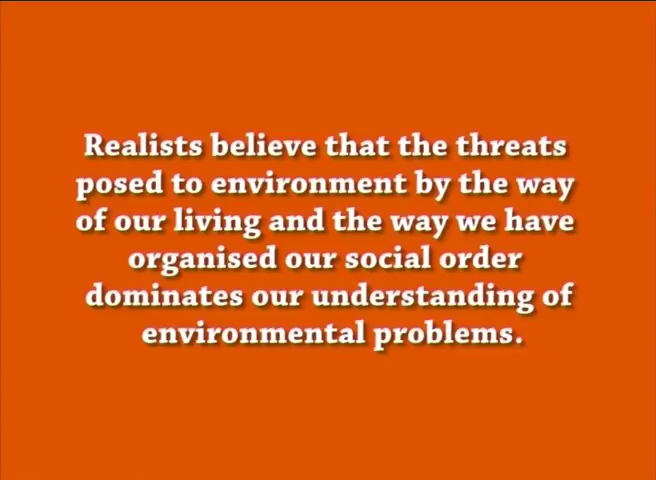 Realists believe that the threats
posed to environment by the way
of our living and the way we have
organised our social order
dominates our understanding of
environmental problems.